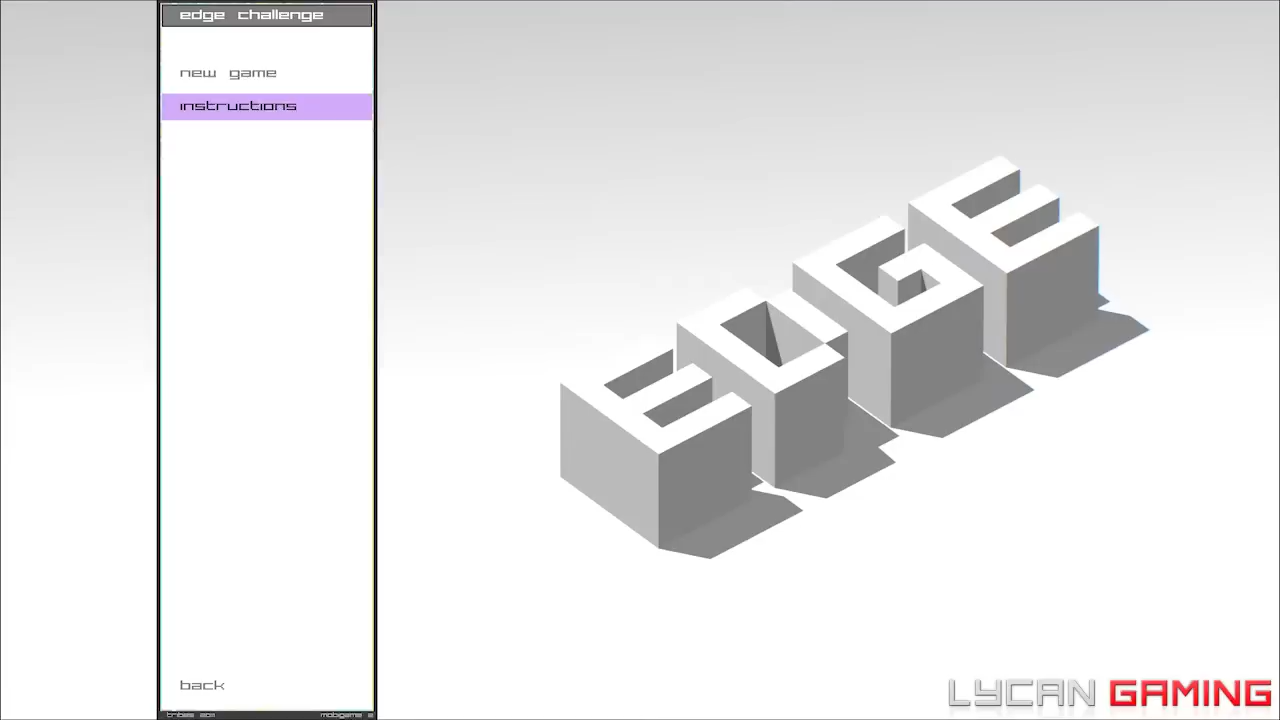 edge challenge
new game
instructions
EDGE
back
LYCAN GAMING